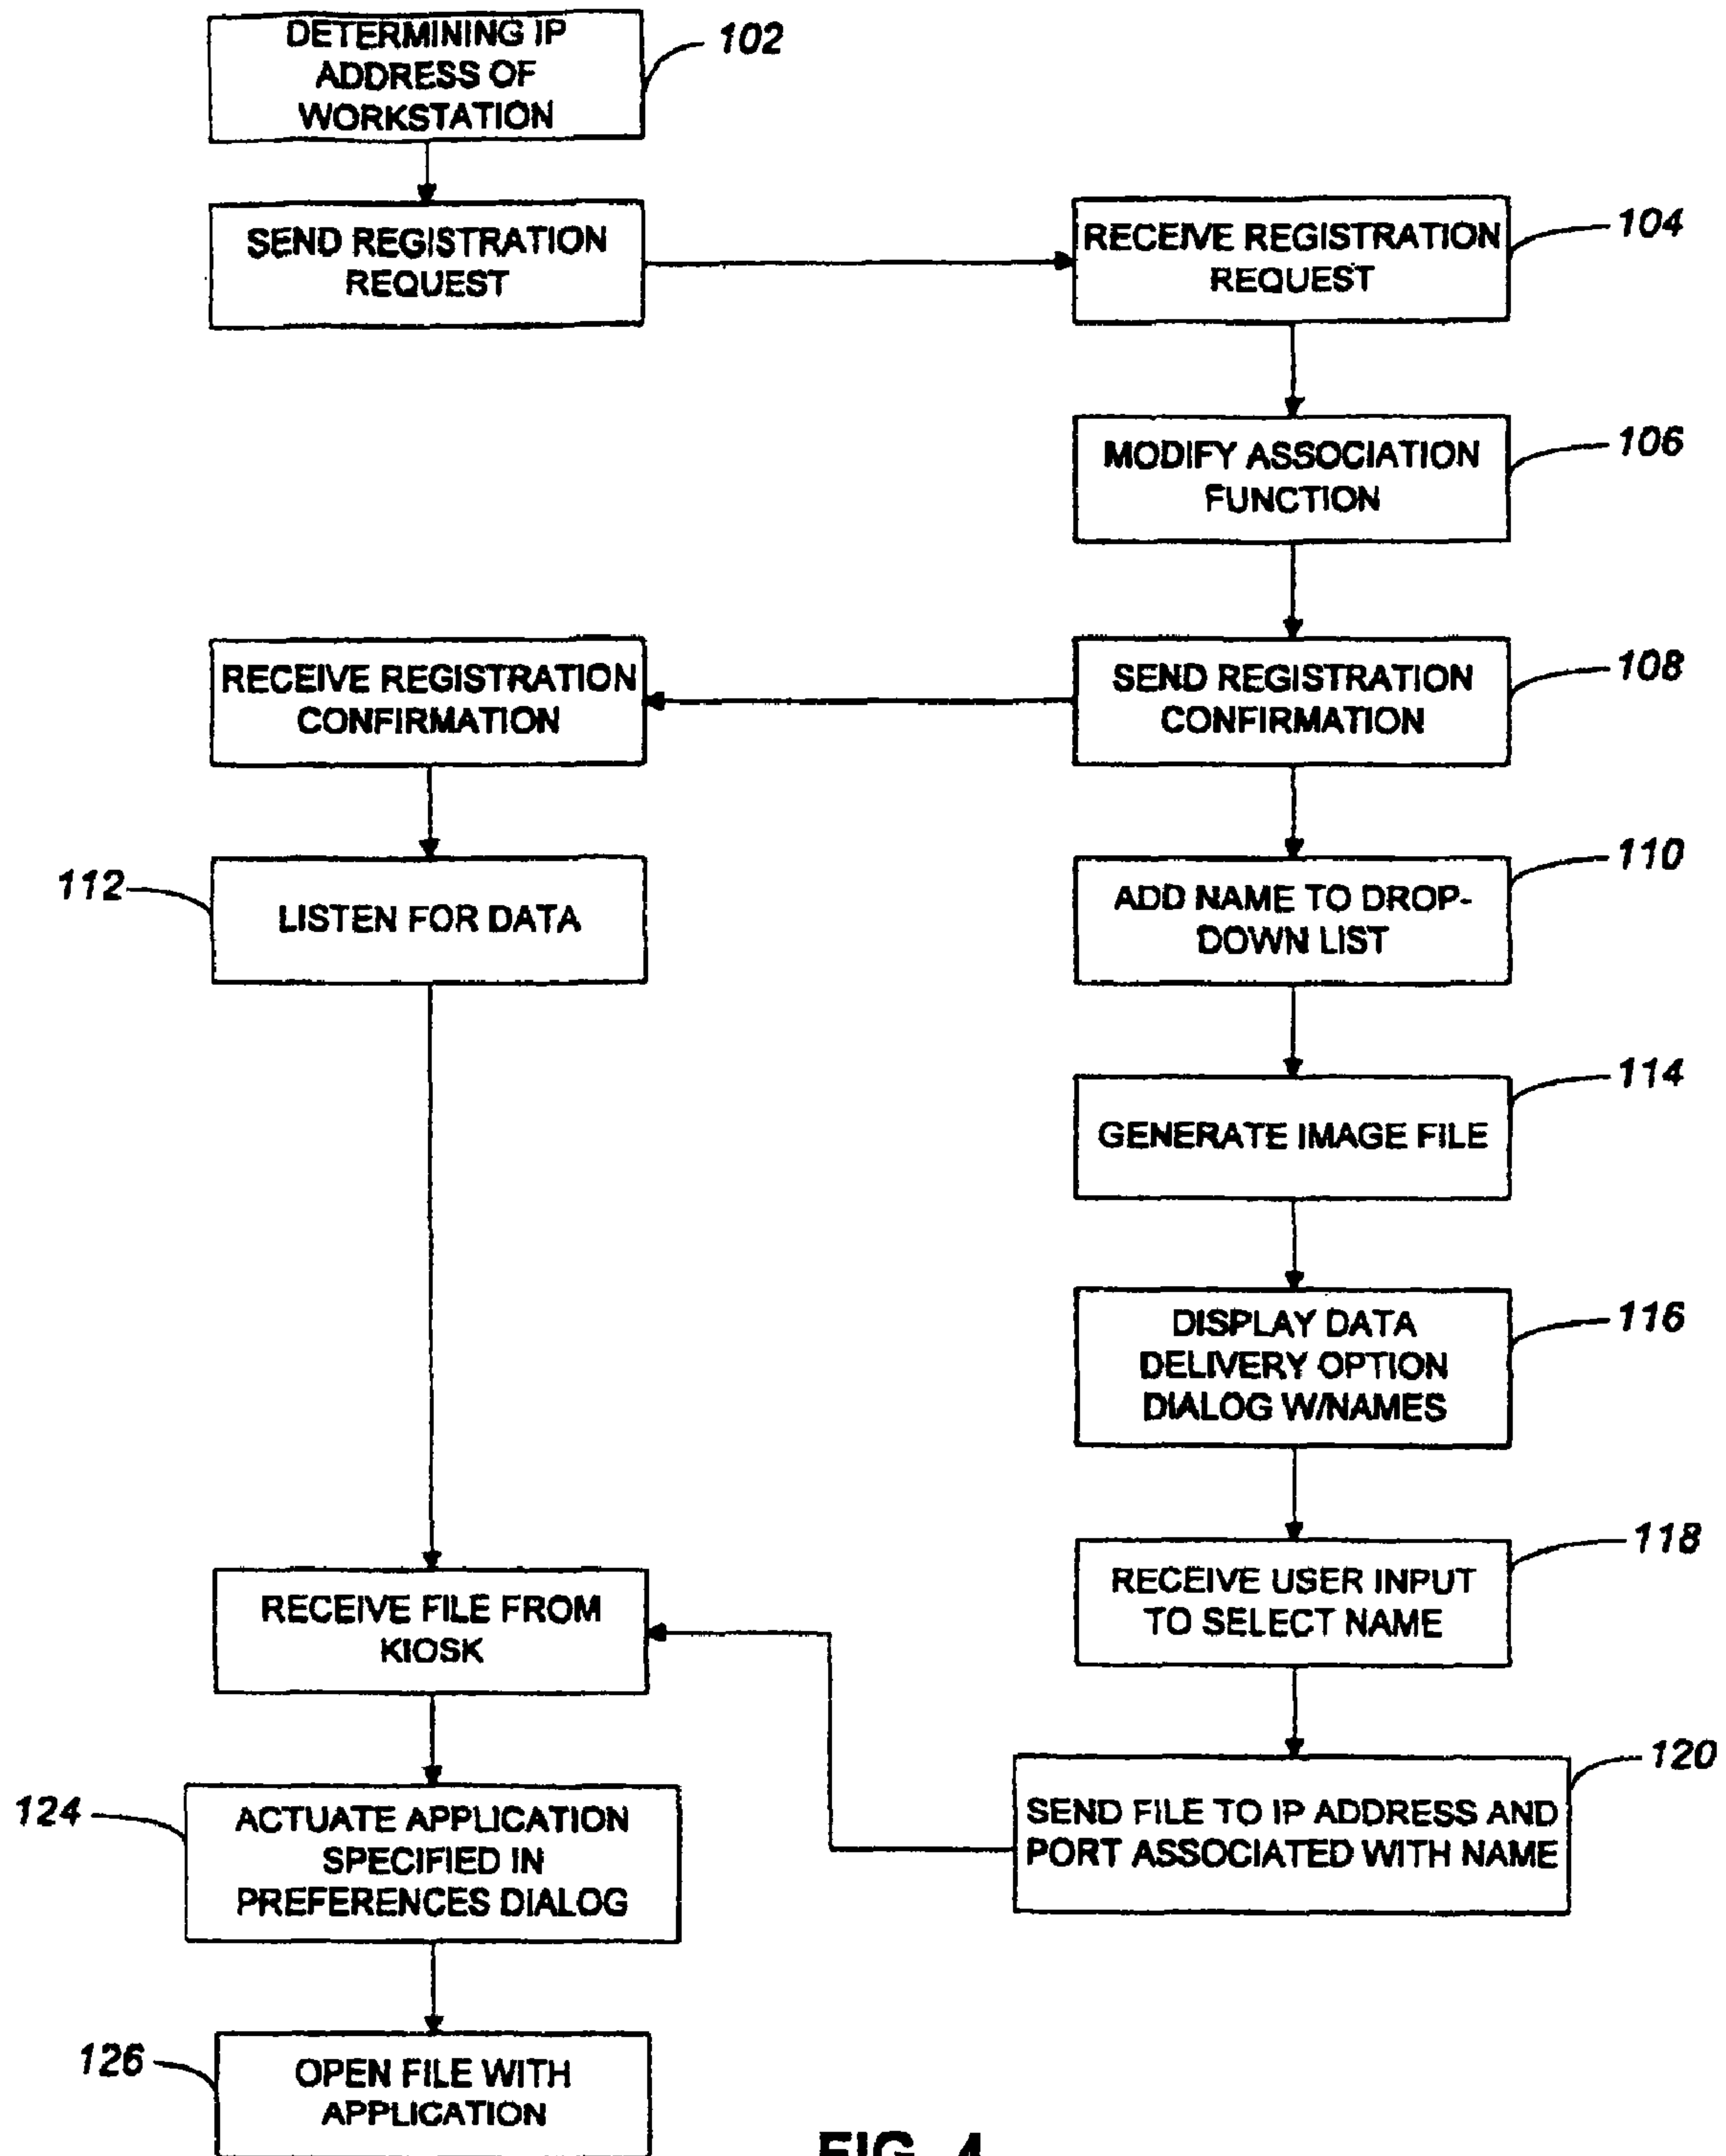 DETERMINING IP
ADDRESS OF
WORKSTATION
102
SEND REGISTRATION
REQUEST
RECEIVE REGISTRATION
REQUEST
104
MODIFY ASSOCIATION
FUNCTION
106
RECEIVE REGISTRATION
CONFIRMATION
SEND REGISTRATION
CONFIRMATION
108
112
LISTEN FOR DATA
ADD NAME TO DROP-
DOWN LIST
110
GENERATE IMAGE FILE
114
DISPLAY DATA
DELIVERY OPTION
DIALOG W/NAMES
116
RECEIVE USER INPUT
TO SELECT NAME
118
RECEIVE FILE FROM
KIOSK
SEND FILE TO IP ADDRESS AND
PORT ASSOCIATED WITH NAME
120
124
ACTUATE APPLICATION
SPECIFIED IN
PREFERENCES DIALOG
126
OPEN FILE WITH
APPLICATION
FIG. 4